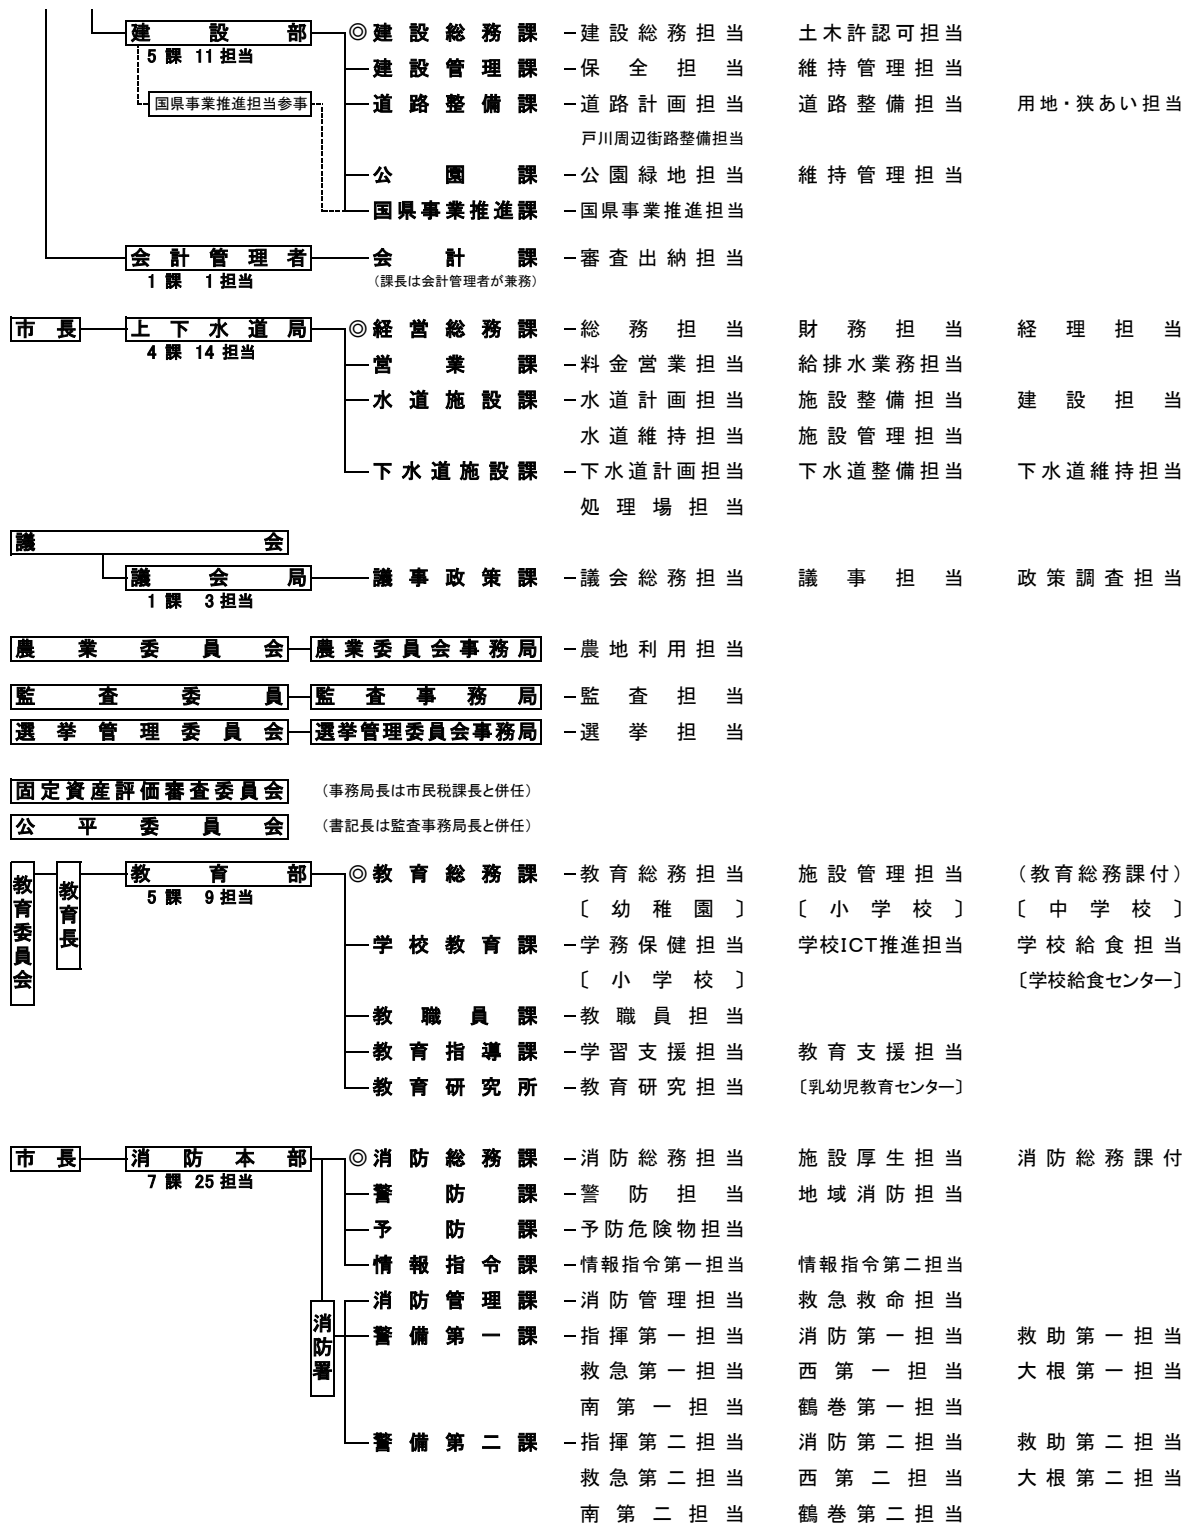 建設部 ◎建設総務課 −建設総務担当 土木許認可担当
5課 11担当
建設管理課 −保全担当 維持管理担当
国県事業推進担当参事 道路整備課 −道路計画担当 道路整備担当 用地・狭あい担当
戸川周辺街路整備担当
公園課 −公園緑地担当 維持管理担当
国県事業推進課 −国県事業推進担当
会計管理者 会計課 −審査出納担当
1課 1担当 (課長は会計管理者が兼務)
市長 上下水道局 ◎経営総務課 −総務担当 財務担当 経理担当
4課 14担当
営業課 −料金営業担当 給排水業務担当
水道施設課 −水道計画担当 施設整備担当 建設担当
水道維持担当 施設管理担当
下水道施設課 −下水道計画担当 下水道整備担当 下水道維持担当
処理場担当
議会
議会局 議事政策課 −議会総務担当 議事担当 政策調査担当
1課 3担当
農業委員会 農業委員会事務局 −農地利用担当
監査委員 監査事務局 −監査担当
選挙管理委員会 選挙管理委員会事務局 −選挙担当
固定資産評価審査委員会 (事務局長は市民税課長と併任)
公平委員会 (書記長は監査事務局長と併任)
教育委員会 教育長 教育部 ◎教育総務課 −教育総務担当 施設管理担当 (教育総務課付)
5課 9担当
〔幼稚園〕 〔小学校〕 〔中学校〕
学校教育課 −学務保健担当 学校ICT推進担当 学校給食担当
〔小学校〕 〔学校給食センター〕
教職員課 −教職員担当
教育指導課 −学習支援担当 教育支援担当
教育研究所 −教育研究担当 〔乳幼児教育センター〕
市長 消防本部 ◎消防総務課 −消防総務担当 施設厚生担当 消防総務課付
7課 25担当
警防課 −警防担当 地域消防担当
予防課 −予防危険物担当
情報指令課 −情報指令第一担当 情報指令第二担当
消防署 消防管理課 −消防管理担当 救急救命担当
警備第一課 −指揮第一担当 消防第一担当 救助第一担当
救急第一担当 西第一担当 大根第一担当
南第一担当 鶴巻第一担当
警備第二課 −指揮第二担当 消防第二担当 救助第二担当
救急第二担当 西第二担当 大根第二担当
南第二担当 鶴巻第二担当